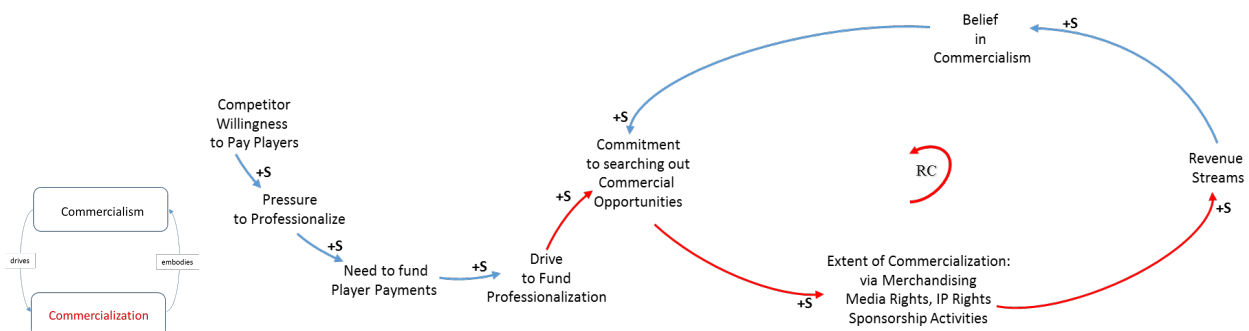 Commercialism
drives
embodies
Commercialization
Competitor
Willingness
to Pay Players
+S
Pressure
to Professionalize
+S
Need to fund
Player Payments
+S
Drive
to Fund
Professionalization
+S
Commitment
to searching out
Commercial
Opportunities
+S
Extent of Commercialization:
via Merchandising
Media Rights, IP Rights
Sponsorship Activities
+S
Revenue
Streams
+S
Belief
in
Commercialism
+S
RC